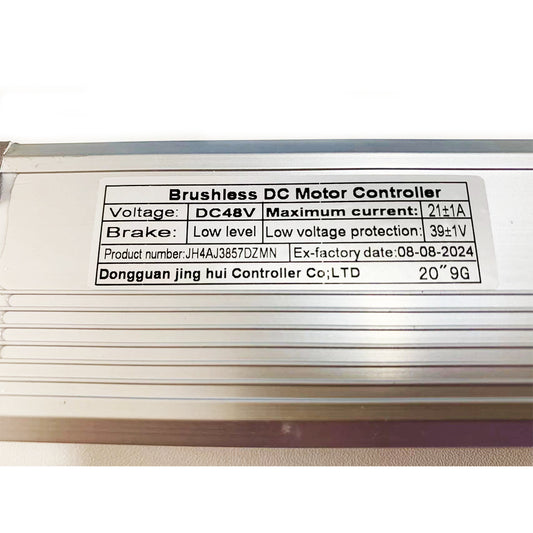 Brushless DC Motor Controller
Voltage: DC48V Maximum current: 21±1A
Brake: Low level Low voltage protection: 39±1V
Product number:JH4AJ3857DZMN Ex-factory date:08-08-2024
Dongguan jing hui Controller Co;LTD 20″9G